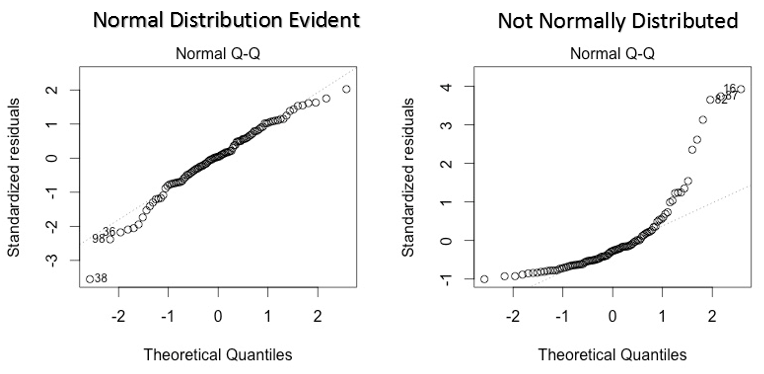 Normal Distribution Evident
Normal Q-Q
Standardized residuals
2
1
0
-1
-2
-3
36
98
38
-2 -1 0 1 2
Theoretical Quantiles
Not Normally Distributed
Normal Q-Q
Standardized residuals
4
3
2
1
0
-1
16
87
82
-2 -1 0 1 2
Theoretical Quantiles